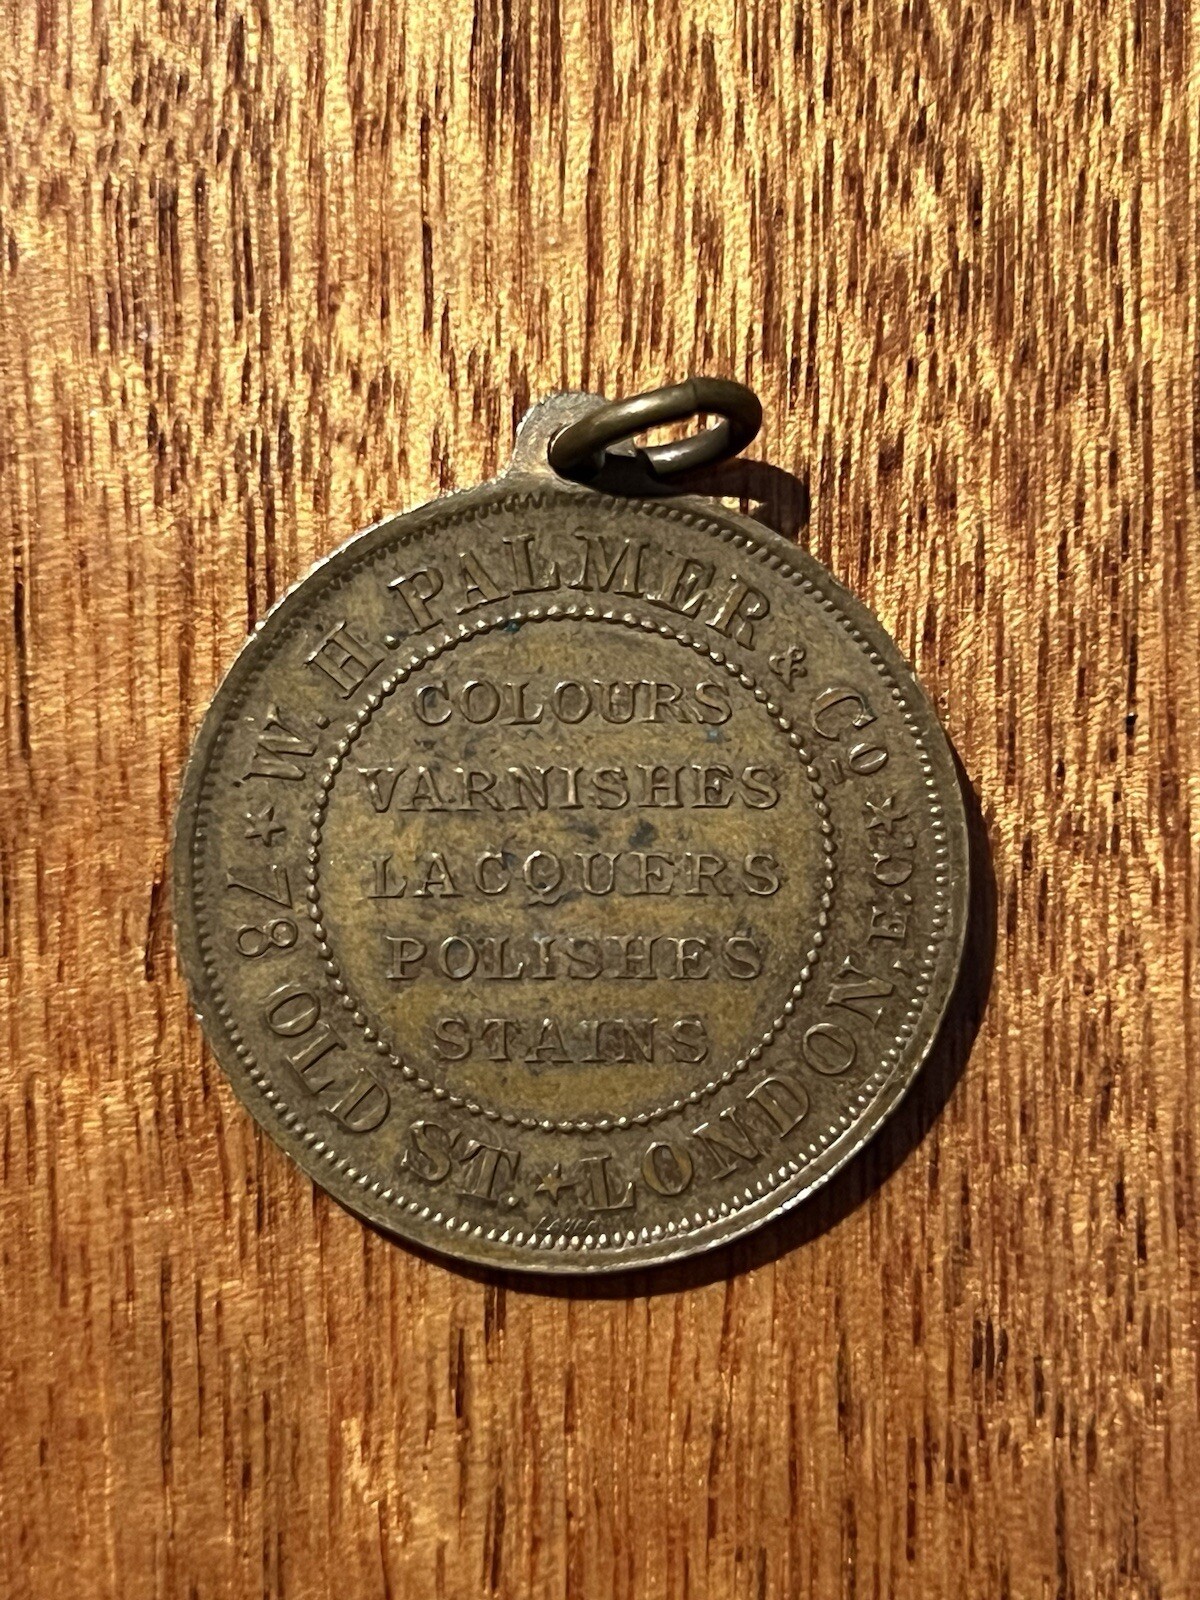 W. H. PALMER & Cº
78 OLD ST. LONDON, E.C.
COLOURS
VARNISHES
LACQUERS
POLISHES
STAINS